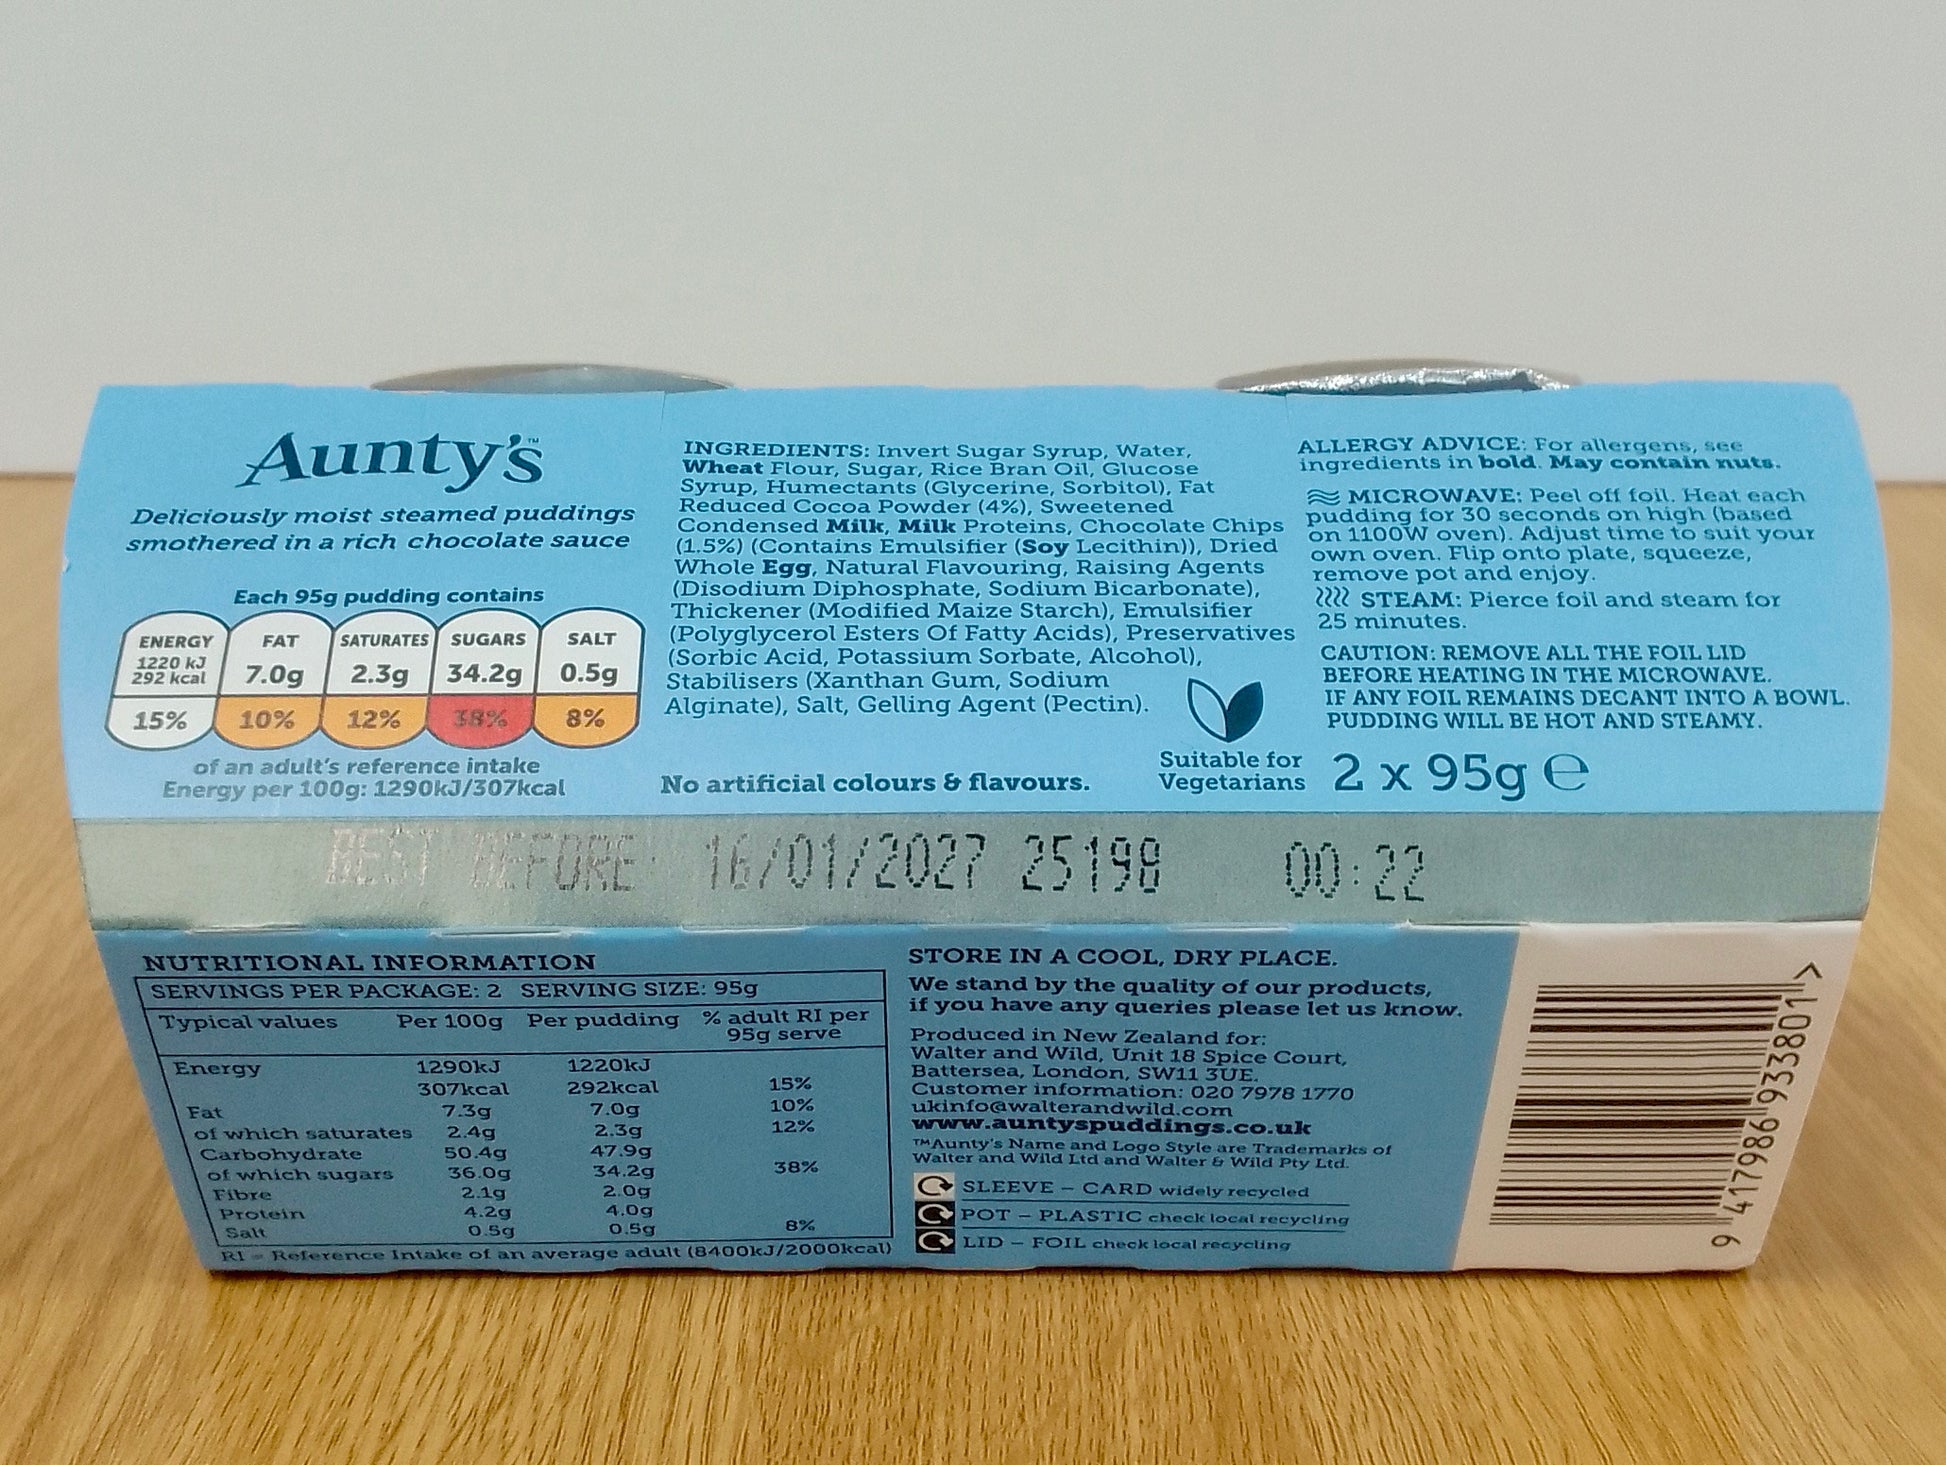 Aunty's™
Deliciously moist steamed puddings
smothered in a rich chocolate sauce
Each 95g pudding contains
ENERGY FAT SATURATES SUGARS SALT
1220 kJ
292 kcal 7.0g 2.3g 34.2g 0.5g
15% 10% 12% 38% 8%
of an adult's reference intake
Energy per 100g: 1290kJ/307kcal
INGREDIENTS: Invert Sugar Syrup, Water,
Wheat Flour, Sugar, Rice Bran Oil, Glucose
Syrup, Humectants (Glycerine, Sorbitol), Fat
Reduced Cocoa Powder (4%), Sweetened
Condensed Milk, Milk Proteins, Chocolate Chips
(1.5%) (Contains Emulsifier (Soy Lecithin)), Dried
Whole Egg, Natural Flavouring, Raising Agents
(Disodium Diphosphate, Sodium Bicarbonate),
Thickener (Modified Maize Starch), Emulsifier
(Polyglycerol Esters Of Fatty Acids), Preservatives
(Sorbic Acid, Potassium Sorbate, Alcohol),
Stabilisers (Xanthan Gum, Sodium
Alginate), Salt, Gelling Agent (Pectin).
No artificial colours & flavours.
Suitable for
Vegetarians
ALLERGY ADVICE: For allergens, see
ingredients in bold. May contain nuts.
MICROWAVE: Peel off foil. Heat each
pudding for 30 seconds on high (based
on 1100W oven). Adjust time to suit your
own oven. Flip onto plate, squeeze,
remove pot and enjoy.
STEAM: Pierce foil and steam for
25 minutes.
CAUTION: REMOVE ALL THE FOIL LID
BEFORE HEATING IN THE MICROWAVE.
IF ANY FOIL REMAINS DECANT INTO A BOWL.
PUDDING WILL BE HOT AND STEAMY.
2 x 95g ℮
BEST BEFORE 16/01/2027 25198 00:22
NUTRITIONAL INFORMATION
SERVINGS PER PACKAGE: 2 SERVING SIZE: 95g
Typical values Per 100g Per pudding % adult RI per
95g serve
Energy 1290kJ 1220kJ
307kcal 292kcal 15%
Fat 7.3g 7.0g 10%
of which saturates 2.4g 2.3g 12%
Carbohydrate 50.4g 47.9g
of which sugars 36.0g 34.2g 38%
Fibre 2.1g 2.0g
Protein 4.2g 4.0g
Salt 0.5g 0.5g 8%
RI = Reference Intake of an average adult (8400kJ/2000kcal)
STORE IN A COOL, DRY PLACE.
We stand by the quality of our products,
if you have any queries please let us know.
Produced in New Zealand for:
Walter and Wild, Unit 18 Spice Court,
Battersea, London, SW11 3UE.
Customer information: 020 7978 1770
ukinfo@walterandwild.com
www.auntyspuddings.co.uk
™Aunty's Name and Logo Style are Trademarks of
Walter and Wild Ltd and Walter & Wild Pty Ltd.
SLEEVE – CARD widely recycled
POT – PLASTIC check local recycling
LID – FOIL check local recycling
9 417986 933801 >